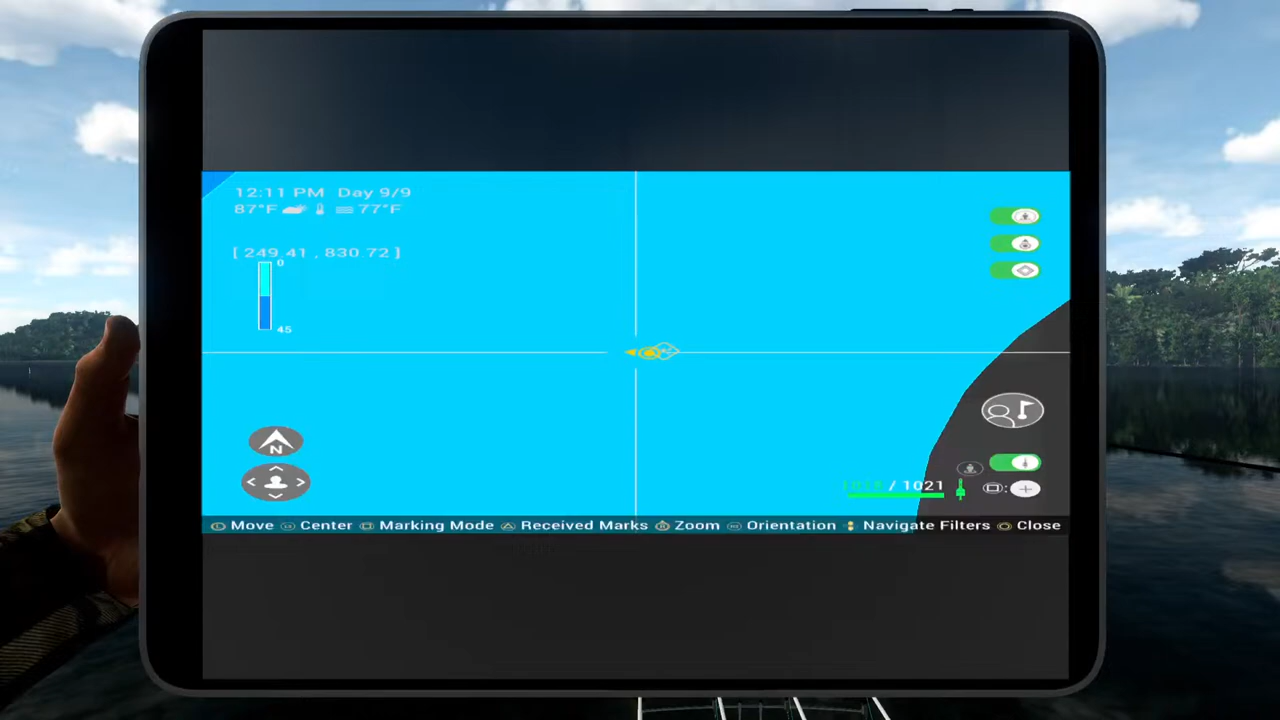 12:11 PM Day 9/9
87°F 77°F
[ 249.41 , 830.72 ]
0
45
N
/ 1021
Move Center Marking Mode Received Marks Zoom Orientation Navigate Filters Close